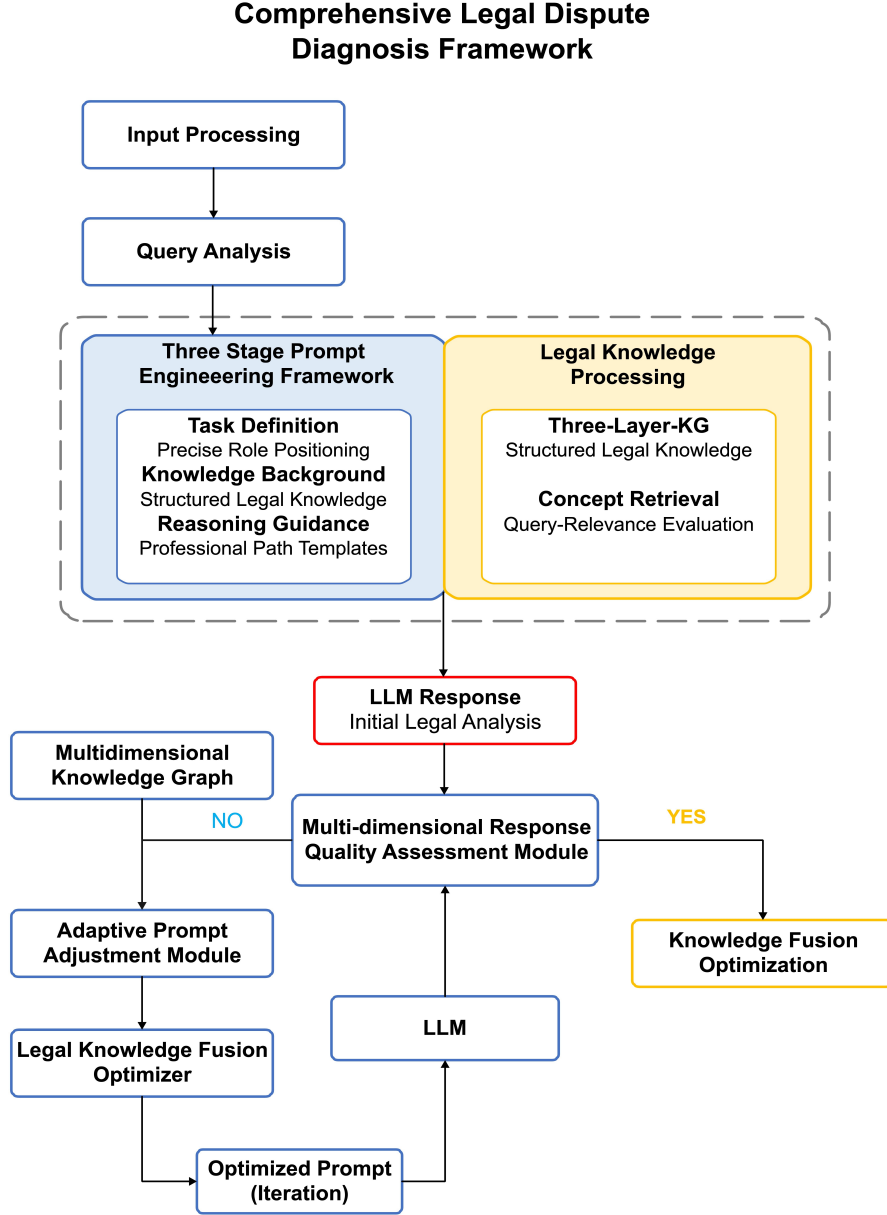 Comprehensive Legal Dispute
Diagnosis Framework
Input Processing
Query Analysis
Three Stage Prompt
Engineeering Framework
Task Definition
Precise Role Positioning
Knowledge Background
Structured Legal Knowledge
Reasoning Guidance
Professional Path Templates
Legal Knowledge
Processing
Three-Layer-KG
Structured Legal Knowledge
Concept Retrieval
Query-Relevance Evaluation
LLM Response
Initial Legal Analysis
Multidimensional
Knowledge Graph
NO
Multi-dimensional Response
Quality Assessment Module
YES
Adaptive Prompt
Adjustment Module
Knowledge Fusion
Optimization
Legal Knowledge Fusion
Optimizer
LLM
Optimized Prompt
(Iteration)